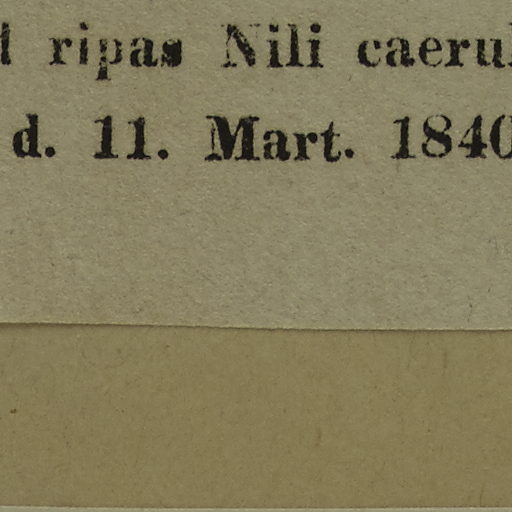 ripas Nili caerul
d. 11. Mart. 1840